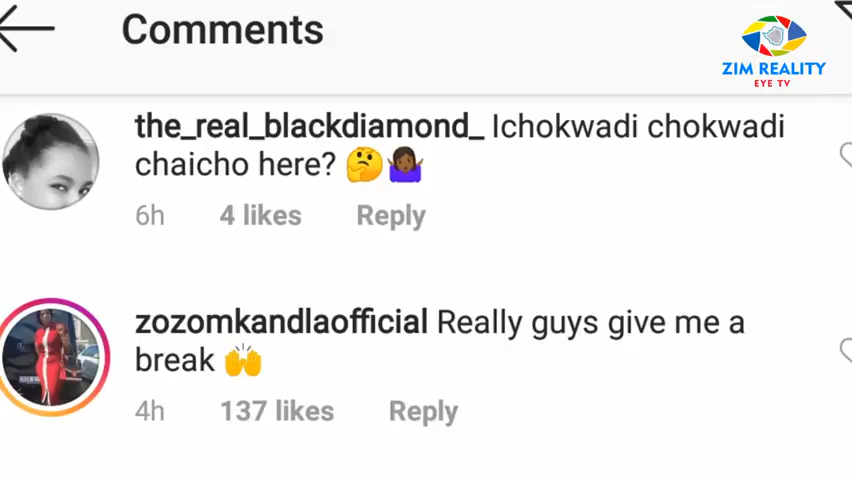 Comments
ZIM REALITY
EYE TV
the_real_blackdiamond_ Ichokwadi chokwadi
chaicho here? 🤔🤷🏾‍♀️
6h 4 likes Reply
zozomkandlaofficial Really guys give me a
break 🙌
4h 137 likes Reply